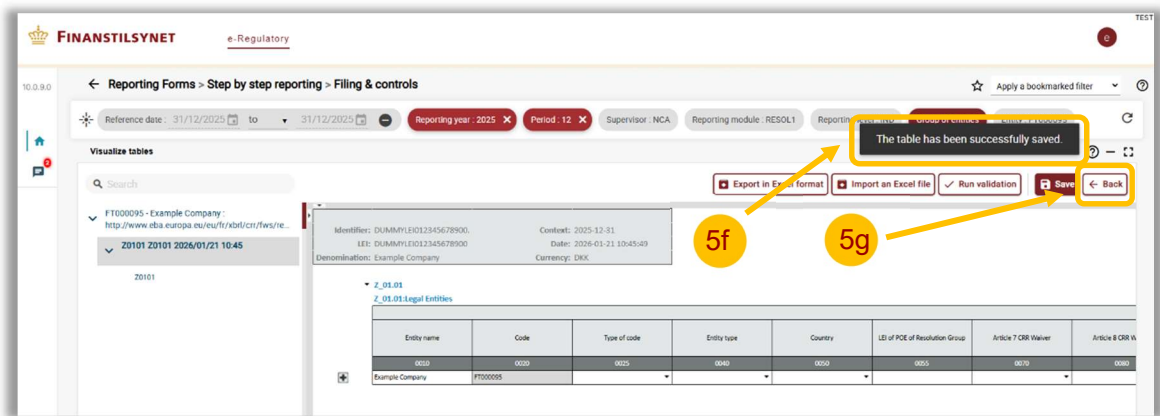 TEST
FINANSTILSYNET
e-Regulatory
e
10.0.9.0
Reporting Forms > Step by step reporting > Filing & controls
Apply a bookmarked filter
Reference date : 31/12/2025 to 31/12/2025
Reporting year : 2025
Period : 12
Supervisor : NCA
Reporting module : RESOL1
The table has been successfully saved.
2
Visualize tables
Search
Export in Excel format
Import an Excel file
Run validation
Save
Back
FT000095 - Example Company :
http://www.eba.europa.eu/eu/fr/xbrl/crr/fws/re...
Z0101 Z0101 2026/01/21 10:45
Z0101
Identifier: DUMMYLEI012345678900. Context: 2025-12-31
LEI: DUMMYLEI012345678900 Date: 2026-01-21 10:45:49
Denomination: Example Company Currency: DKK
5f
5g
Z_01.01
Z_01.01:Legal Entities
Entity name Code Type of code Entity type Country LEI of POE of Resolution Group Article 7 CRR Waiver Article 8 CRR W
0010 0020 0025 0040 0050 0055 0070 0080
Example Company FT000095